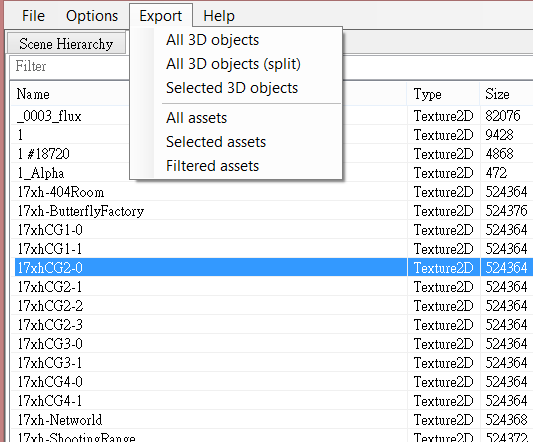 File Options Export Help
All 3D objects
All 3D objects (split)
Selected 3D objects
All assets
Selected assets
Filtered assets
Scene Hierarchy
Filter
Name Type Size
_0003_flux Texture2D 82076
1 Texture2D 9428
1 #18720 Texture2D 4868
1_Alpha Texture2D 472
17xh-404Room Texture2D 524364
17xh-ButterflyFactory Texture2D 524376
17xhCG1-0 Texture2D 524364
17xhCG1-1 Texture2D 524364
17xhCG2-0 Texture2D 524364
17xhCG2-1 Texture2D 524364
17xhCG2-2 Texture2D 524364
17xhCG2-3 Texture2D 524364
17xhCG3-0 Texture2D 524364
17xhCG3-1 Texture2D 524364
17xhCG4-0 Texture2D 524364
17xhCG4-1 Texture2D 524364
17xh-Networld Texture2D 524368
17xh-ShootingRange Texture2D 524372